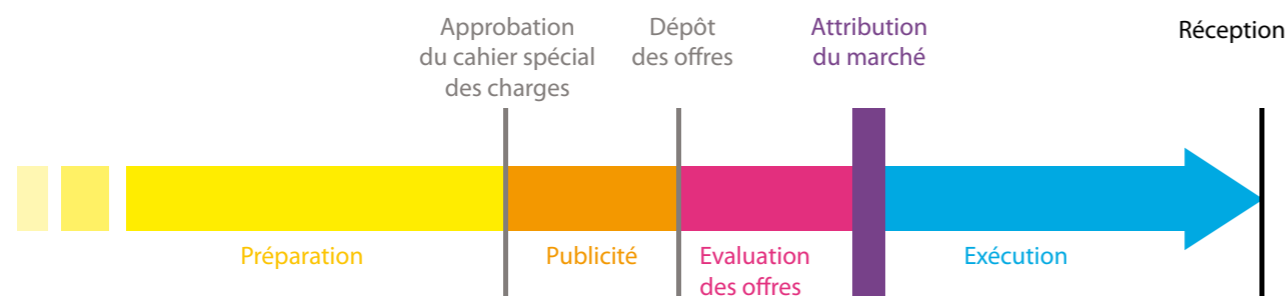 Approbation
du cahier spécial
des charges
Dépôt
des offres
Attribution
du marché
Réception
Préparation
Publicité
Evaluation
des offres
Exécution